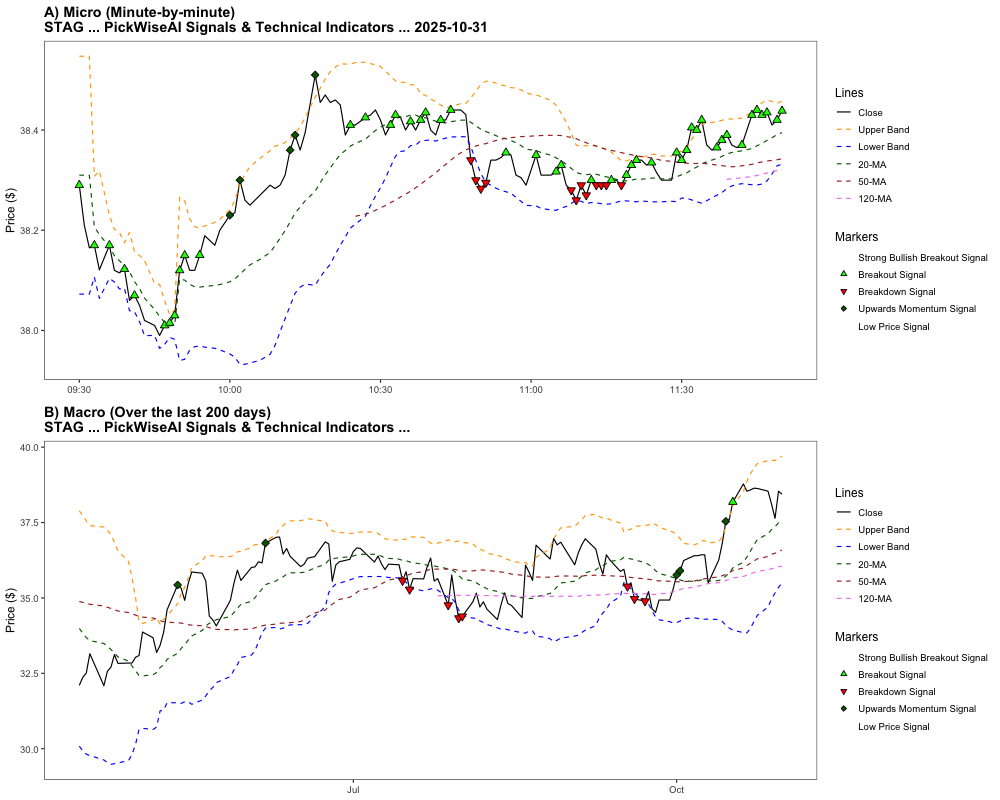 A) Micro (Minute-by-minute)
STAG ... PickWiseAI Signals & Technical Indicators ... 2025-10-31
Price ($)
38.4
38.2
38.0
09:30
10:00
10:30
11:00
11:30
Lines
Close
Upper Band
Lower Band
20-MA
50-MA
120-MA
Markers
Strong Bullish Breakout Signal
Breakout Signal
Breakdown Signal
Upwards Momentum Signal
Low Price Signal
B) Macro (Over the last 200 days)
STAG ... PickWiseAI Signals & Technical Indicators ...
Price ($)
40.0
37.5
35.0
32.5
30.0
Jul
Oct
Lines
Close
Upper Band
Lower Band
20-MA
50-MA
120-MA
Markers
Strong Bullish Breakout Signal
Breakout Signal
Breakdown Signal
Upwards Momentum Signal
Low Price Signal